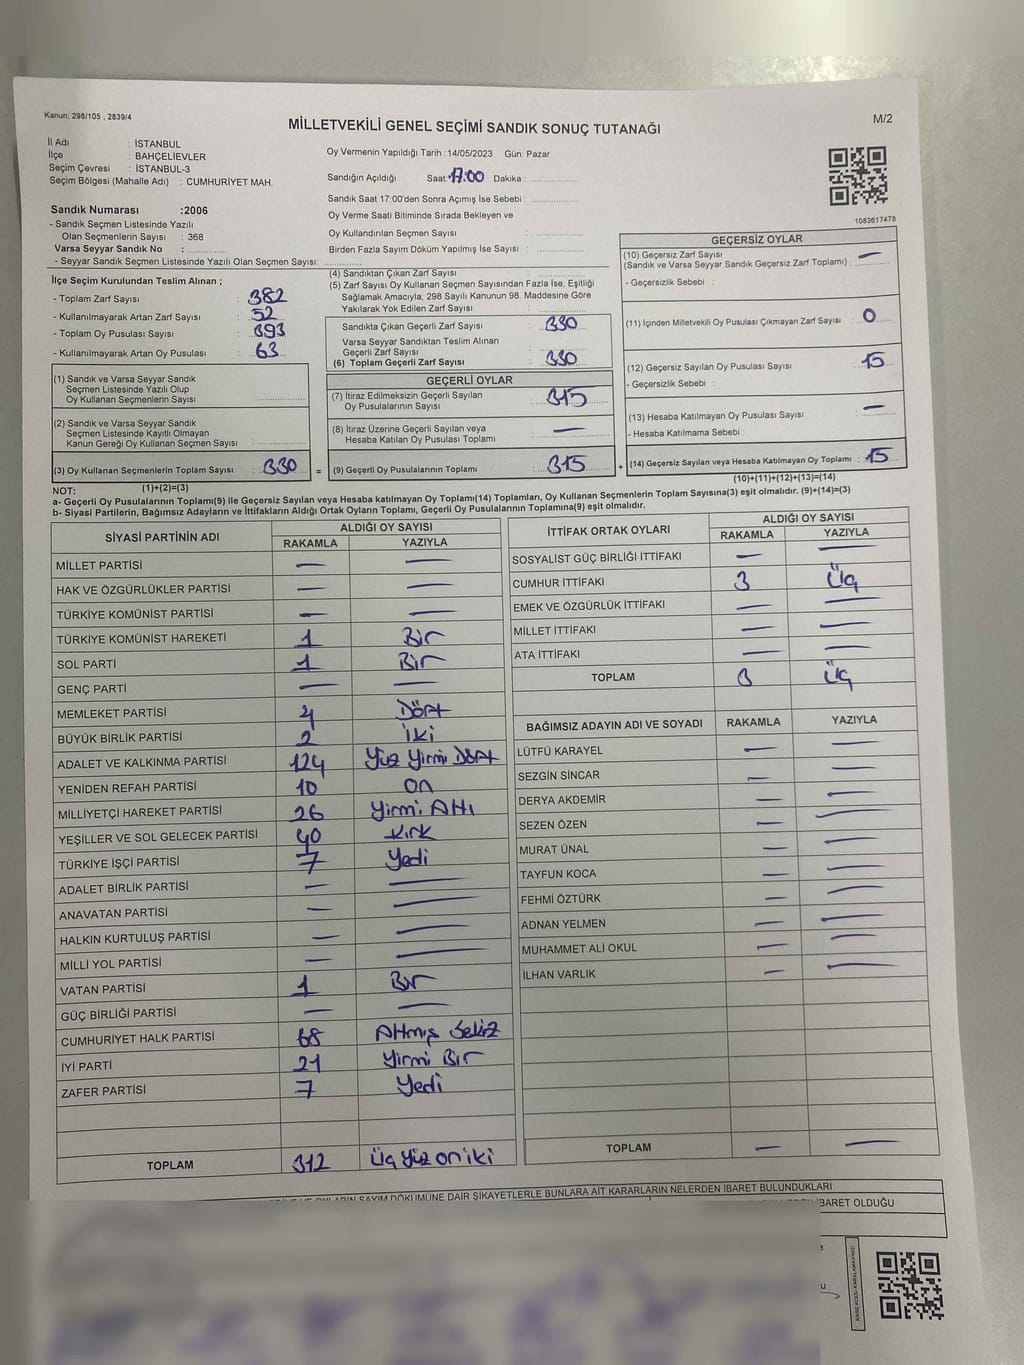 Kanun; 298/105 , 2839/4
MİLLETVEKİLİ GENEL SEÇİMİ SANDIK SONUÇ TUTANAĞI
M/2
İl Adı : İSTANBUL
İlçe : BAHÇELİEVLER
Seçim Çevresi : İSTANBUL-3
Seçim Bölgesi (Mahalle Adı) : CUMHURİYET MAH.
Sandık Numarası :2006
- Sandık Seçmen Listesinde Yazılı
Olan Seçmenlerin Sayısı : 368
Varsa Seyyar Sandık No :
- Seyyar Sandık Seçmen Listesinde Yazılı Olan Seçmen Sayısı:
Oy Vermenin Yapıldığı Tarih :14/05/2023 Gün: Pazar
Sandığın Açıldığı Saat: 17:00 Dakika :
Sandık Saat 17:00'den Sonra Açımış İse Sebebi :
Oy Verme Saati Bitiminde Sırada Bekleyen ve
Oy Kullandırılan Seçmen Sayısı :
Birden Fazla Sayım Döküm Yapılmış İse Sayısı :
1083617478
İlçe Seçim Kurulundan Teslim Alınan ;
- Toplam Zarf Sayısı : 382
- Kullanılmayarak Artan Zarf Sayısı : 52
- Toplam Oy Pusulası Sayısı : 393
- Kullanılmayarak Artan Oy Pusulası : 63
(1) Sandık ve Varsa Seyyar Sandık
Seçmen Listesinde Yazılı Olup
Oy Kullanan Seçmenlerin Sayısı :
(2) Sandık ve Varsa Seyyar Sandık
Seçmen Listesinde Kayıtlı Olmayan
Kanun Gereği Oy Kullanan Seçmen Sayısı :
(3) Oy Kullanan Seçmenlerin Toplam Sayısı : 330
(1)+(2)=(3)
(4) Sandıktan Çıkan Zarf Sayısı :
(5) Zarf Sayısı Oy Kullanan Seçmen Sayısından Fazla İse, Eşitliği
Sağlamak Amacıyla; 298 Sayılı Kanunun 98. Maddesine Göre
Yakılarak Yok Edilen Zarf Sayısı :
Sandıkta Çıkan Geçerli Zarf Sayısı : 330
Varsa Seyyar Sandıktan Teslim Alınan
Geçerli Zarf Sayısı :
(6) Toplam Geçerli Zarf Sayısı : 330
GEÇERLİ OYLAR
(7) İtiraz Edilmeksizin Geçerli Sayılan
Oy Pusulalarının Sayısı : 315
(8) İtiraz Üzerine Geçerli Sayılan veya
Hesaba Katılan Oy Pusulası Toplamı : —
= (9) Geçerli Oy Pusulalarının Toplamı : 315 +
GEÇERSİZ OYLAR
(10) Geçersiz Zarf Sayısı
(Sandık ve Varsa Seyyar Sandık Geçersiz Zarf Toplamı) : —
- Geçersizlik Sebebi :
(11) İçinden Milletvekili Oy Pusulası Çıkmayan Zarf Sayısı : 0
(12) Geçersiz Sayılan Oy Pusulası Sayısı : 15
- Geçersizlik Sebebi :
(13) Hesaba Katılmayan Oy Pusulası Sayısı : —
- Hesaba Katılmama Sebebi :
(14) Geçersiz Sayılan veya Hesaba Katılmayan Oy Toplamı : 15
(10)+(11)+(12)+(13)=(14)
NOT:
a- Geçerli Oy Pusulalarının Toplamı(9) ile Geçersiz Sayılan veya Hesaba katılmayan Oy Toplamı(14) Toplamları, Oy Kullanan Seçmenlerin Toplam Sayısına(3) eşit olmalıdır. (9)+(14)=(3)
b- Siyasi Partilerin, Bağımsız Adayların ve İttifakların Aldığı Ortak Oyların Toplamı, Geçerli Oy Pusulalarının Toplamına(9) eşit olmalıdır.
SİYASİ PARTİNİN ADI ALDIĞI OY SAYISI
RAKAMLA YAZIYLA
MİLLET PARTİSİ — —
HAK VE ÖZGÜRLÜKLER PARTİSİ — —
TÜRKİYE KOMÜNİST PARTİSİ — —
TÜRKİYE KOMÜNİST HAREKETİ 1 Bir
SOL PARTİ 1 Bir
GENÇ PARTİ — —
MEMLEKET PARTİSİ 4 Dört
BÜYÜK BİRLİK PARTİSİ 2 iki
ADALET VE KALKINMA PARTİSİ 124 Yüz Yirmi Dört
YENİDEN REFAH PARTİSİ 10 On
MİLLİYETÇİ HAREKET PARTİSİ 26 Yirmi Altı
YEŞİLLER VE SOL GELECEK PARTİSİ 40 Kırk
TÜRKİYE İŞÇİ PARTİSİ 7 Yedi
ADALET BİRLİK PARTİSİ — —
ANAVATAN PARTİSİ — —
HALKIN KURTULUŞ PARTİSİ — —
MİLLİ YOL PARTİSİ — —
VATAN PARTİSİ 1 Bir
GÜÇ BİRLİĞİ PARTİSİ — —
CUMHURİYET HALK PARTİSİ 68 Altmış Sekiz
İYİ PARTİ 21 Yirmi Bir
ZAFER PARTİSİ 7 Yedi
TOPLAM 312 Üç Yüz on iki
İTTİFAK ORTAK OYLARI ALDIĞI OY SAYISI
RAKAMLA YAZIYLA
SOSYALİST GÜÇ BİRLİĞİ İTTİFAKI — —
CUMHUR İTTİFAKI 3 Üç
EMEK VE ÖZGÜRLÜK İTTİFAKI — —
MİLLET İTTİFAKI — —
ATA İTTİFAKI — —
TOPLAM 3 Üç
BAĞIMSIZ ADAYIN ADI VE SOYADI RAKAMLA YAZIYLA
LÜTFÜ KARAYEL — —
SEZGİN SİNCAR — —
DERYA AKDEMİR — —
SEZEN ÖZEN — —
MURAT ÜNAL — —
TAYFUN KOCA — —
FEHMİ ÖZTÜRK — —
ADNAN YELMEN — —
MUHAMMET ALİ OKUL — —
İLHAN VARLIK — —
TOPLAM — —
OYLARIN SAYIM DÖKÜMÜNE DAİR ŞİKAYETLERLE BUNLARA AİT KARARLARIN NELERDEN İBARET BULUNDUKLARI
İBARET OLDUĞU
KARE KODU KARALAMAYINIZ!